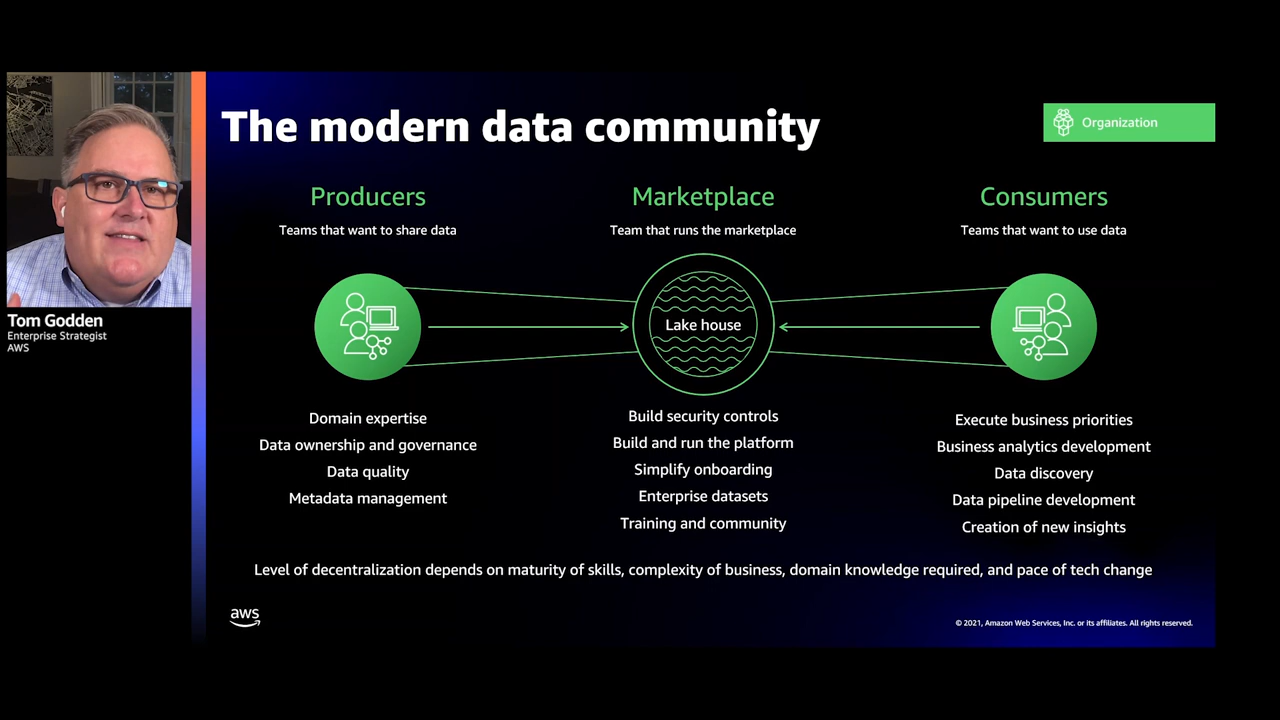 The modern data community
Organization
Producers
Teams that want to share data
Domain expertise
Data ownership and governance
Data quality
Metadata management
Marketplace
Team that runs the marketplace
Lake house
Build security controls
Build and run the platform
Simplify onboarding
Enterprise datasets
Training and community
Consumers
Teams that want to use data
Execute business priorities
Business analytics development
Data discovery
Data pipeline development
Creation of new insights
Level of decentralization depends on maturity of skills, complexity of business, domain knowledge required, and pace of tech change
Tom Godden
Enterprise Strategist
AWS
aws
© 2021, Amazon Web Services, Inc. or its affiliates. All rights reserved.